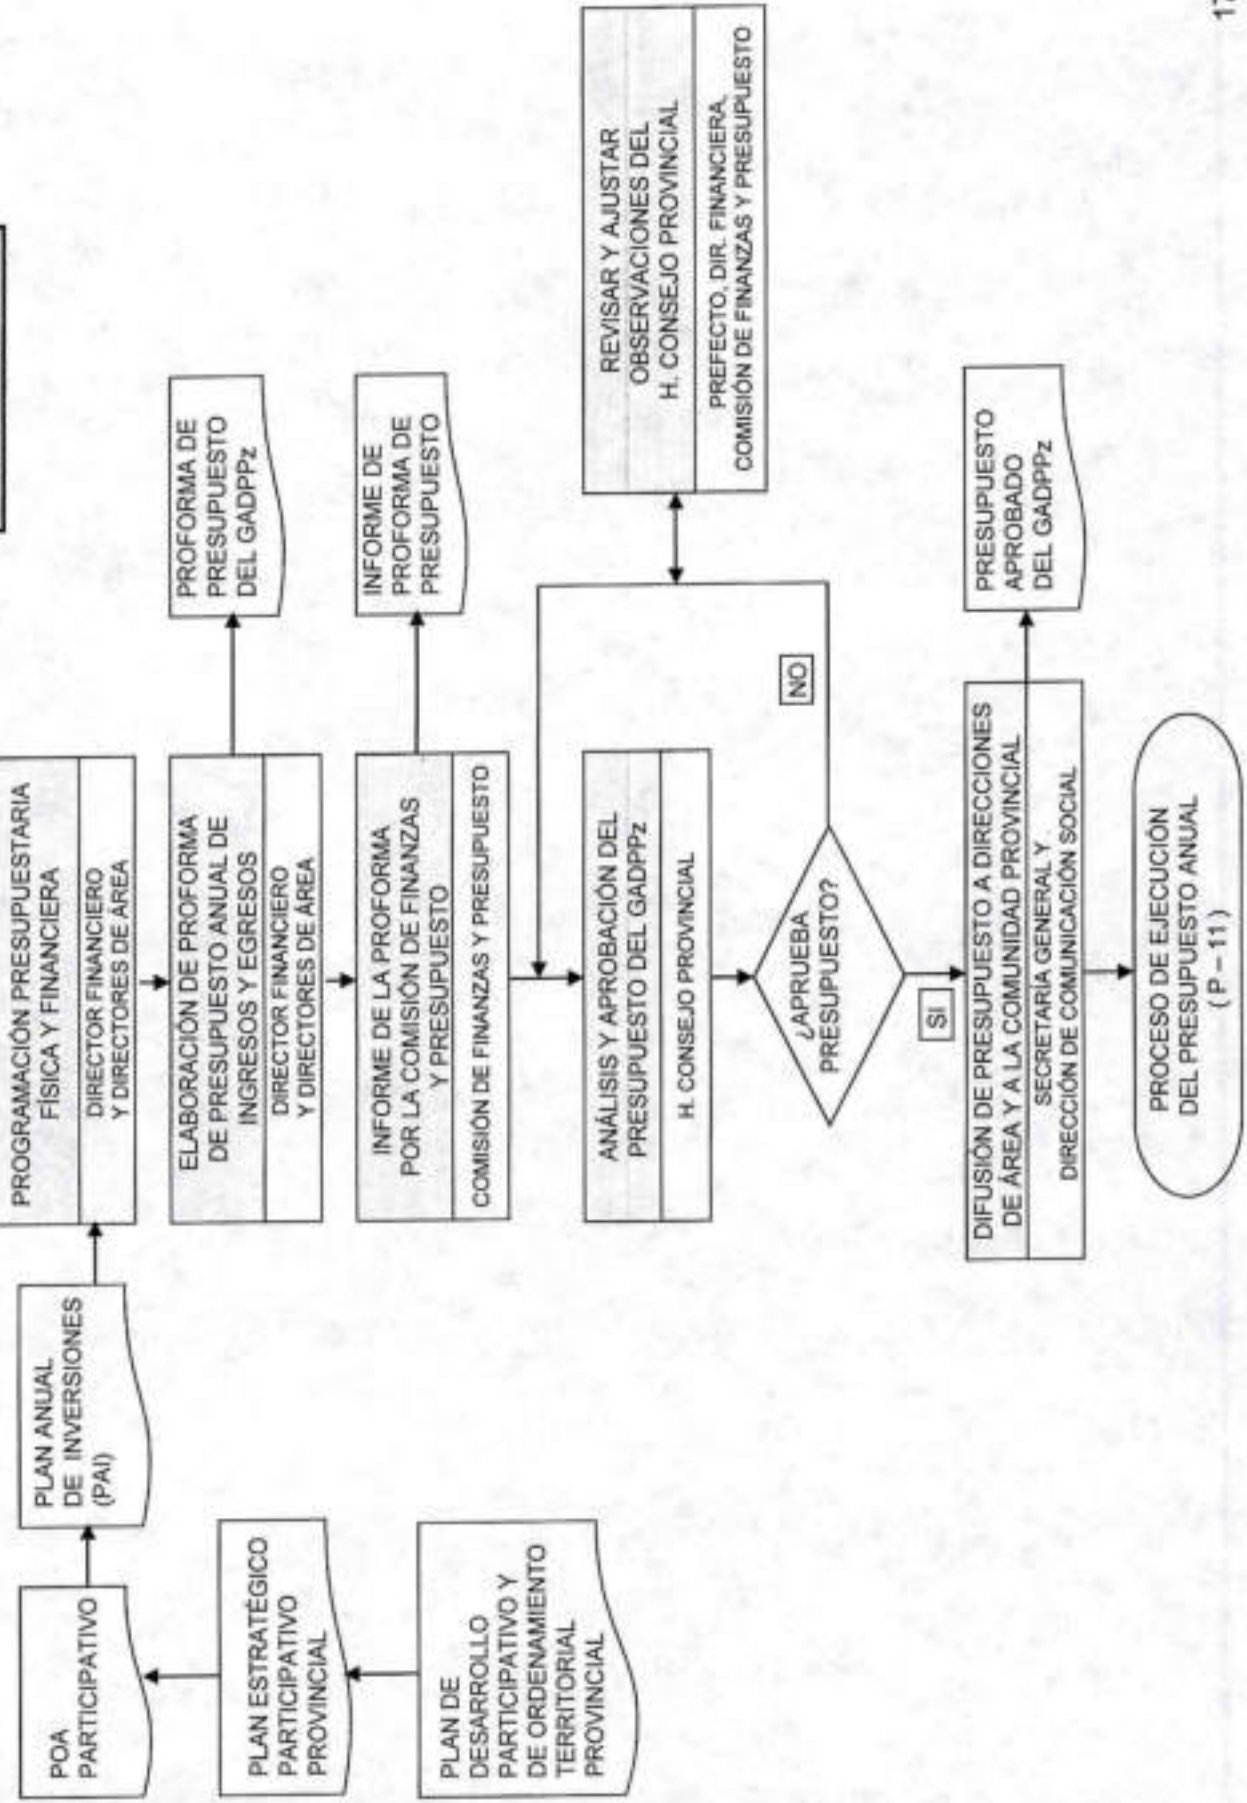 POA
PARTICIPATIVO
PLAN ESTRATÉGICO
PARTICIPATIVO
PROVINCIAL
PLAN DE
DESARROLLO
PARTICIPATIVO Y
DE ORDENAMIENTO
TERRITORIAL
PROVINCIAL
PLAN ANUAL
DE INVERSIONES
(PAI)
PROGRAMACIÓN PRESUPUESTARIA
FÍSICA Y FINANCIERA
DIRECTOR FINANCIERO
Y DIRECTORES DE ÁREA
ELABORACIÓN DE PROFORMA
DE PRESUPUESTO ANUAL DE
INGRESOS Y EGRESOS
DIRECTOR FINANCIERO
Y DIRECTORES DE ÁREA
PROFORMA DE
PRESUPUESTO
DEL GADPPz
INFORME DE LA PROFORMA
POR LA COMISIÓN DE FINANZAS
Y PRESUPUESTO
COMISIÓN DE FINANZAS Y PRESUPUESTO
INFORME DE
PROFORMA DE
PRESUPUESTO
ANÁLISIS Y APROBACIÓN DEL
PRESUPUESTO DEL GADPPz
H. CONSEJO PROVINCIAL
REVISAR Y AJUSTAR
OBSERVACIONES DEL
H. CONSEJO PROVINCIAL
PREFECTO, DIR. FINANCIERA,
COMISIÓN DE FINANZAS Y PRESUPUESTO
¿APRUEBA
PRESUPUESTO?
NO
SI
DIFUSIÓN DE PRESUPUESTO A DIRECCIONES
DE ÁREA Y A LA COMUNIDAD PROVINCIAL
SECRETARÍA GENERAL Y
DIRECCIÓN DE COMUNICACIÓN SOCIAL
PRESUPUESTO
APROBADO
DEL GADPPz
PROCESO DE EJECUCIÓN
DEL PRESUPUESTO ANUAL
( P – 11 )